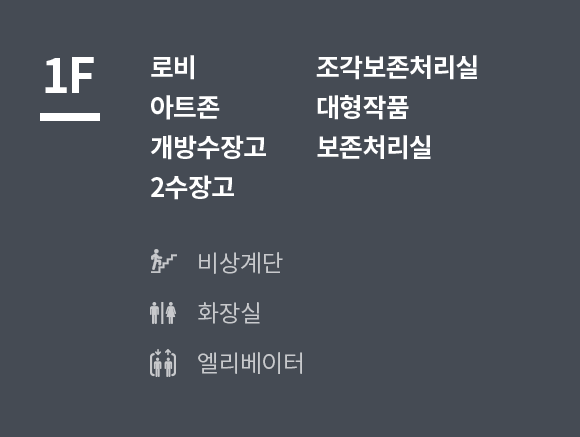 1F
로비
아트존
개방수장고
2수장고
조각보존처리실
대형작품
보존처리실
비상계단
화장실
엘리베이터